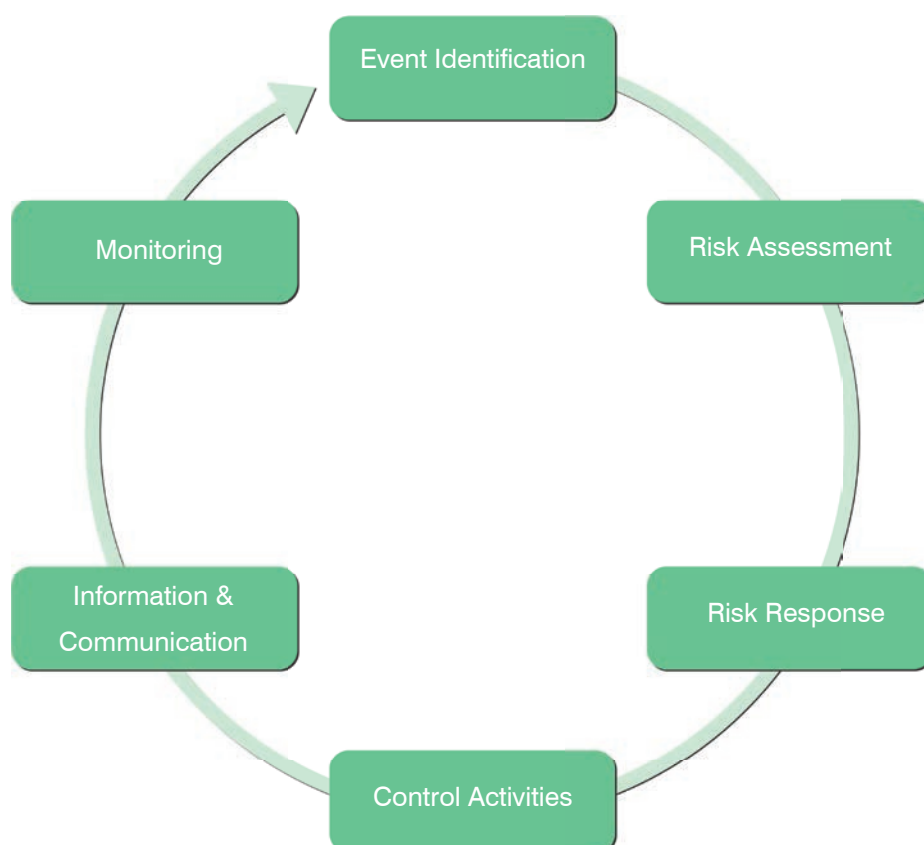 Event Identification
Risk Assessment
Risk Response
Control Activities
Information &
Communication
Monitoring